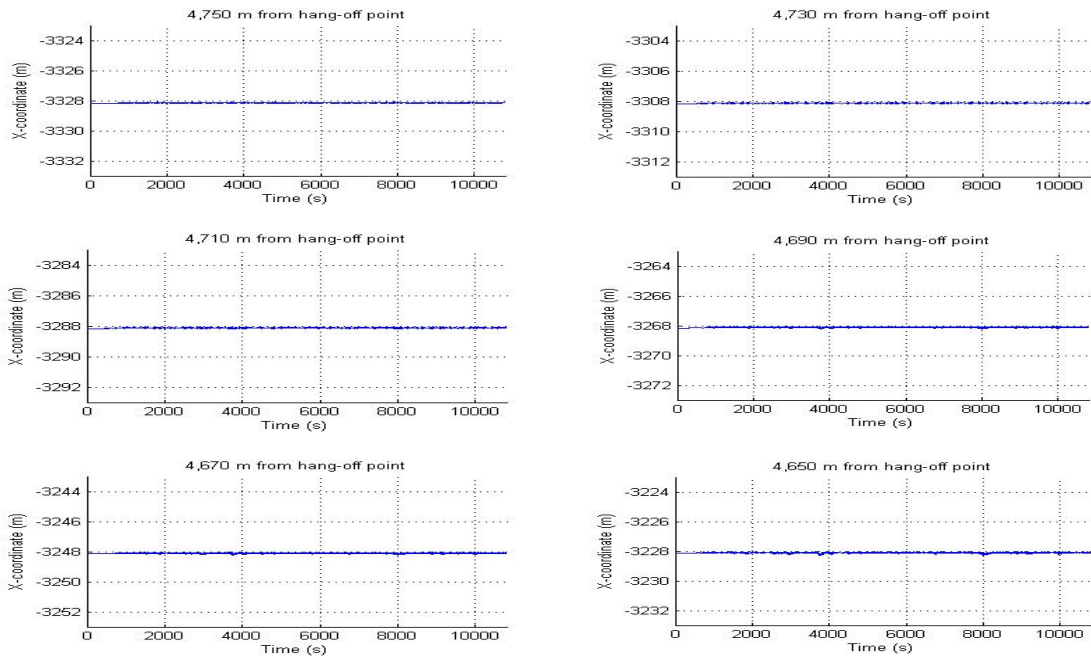 4,750 m from hang-off point
X-coordinate (m)
-3324
-3326
-3328
-3330
-3332
0 2000 4000 6000 8000 10000
Time (s)
4,730 m from hang-off point
X-coordinate (m)
-3304
-3306
-3308
-3310
-3312
0 2000 4000 6000 8000 10000
Time (s)
4,710 m from hang-off point
X-coordinate (m)
-3284
-3286
-3288
-3290
-3292
0 2000 4000 6000 8000 10000
Time (s)
4,690 m from hang-off point
X-coordinate (m)
-3264
-3266
-3268
-3270
-3272
0 2000 4000 6000 8000 10000
Time (s)
4,670 m from hang-off point
X-coordinate (m)
-3244
-3246
-3248
-3250
-3252
0 2000 4000 6000 8000 10000
Time (s)
4,650 m from hang-off point
X-coordinate (m)
-3224
-3226
-3228
-3230
-3232
0 2000 4000 6000 8000 10000
Time (s)